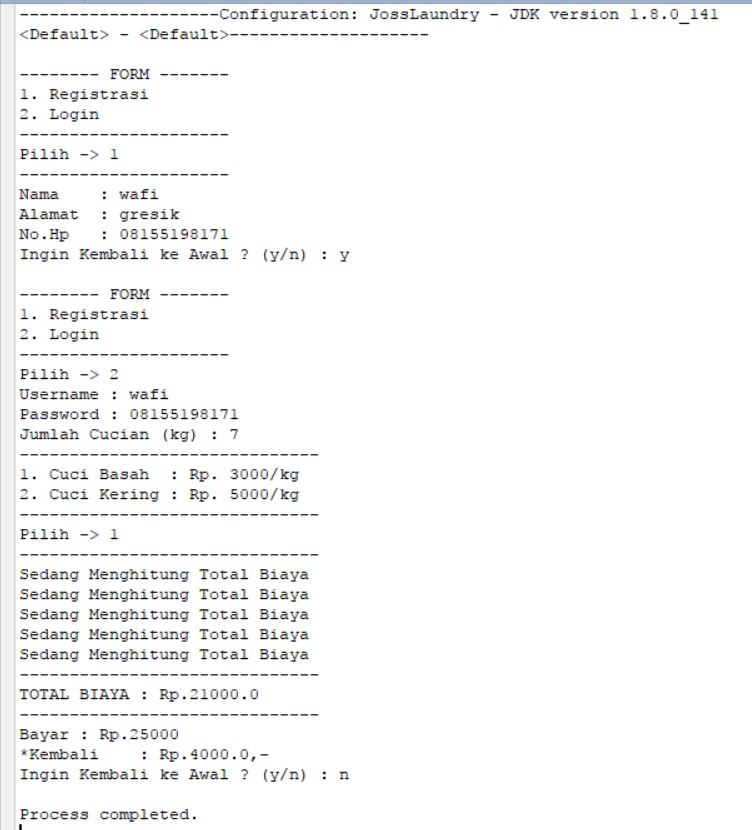 --------------------Configuration: JossLaundry - JDK version 1.8.0_141
<Default> - <Default>--------------------
-------- FORM -------
1. Registrasi
2. Login
---------------------
Pilih -> 1
---------------------
Nama    : wafi
Alamat  : gresik
No.Hp   : 08155198171
Ingin Kembali ke Awal ? (y/n) : y
-------- FORM -------
1. Registrasi
2. Login
---------------------
Pilih -> 2
Username : wafi
Password : 08155198171
Jumlah Cucian (kg) : 7
------------------------------
1. Cuci Basah  : Rp. 3000/kg
2. Cuci Kering : Rp. 5000/kg
------------------------------
Pilih -> 1
------------------------------
Sedang Menghitung Total Biaya
Sedang Menghitung Total Biaya
Sedang Menghitung Total Biaya
Sedang Menghitung Total Biaya
Sedang Menghitung Total Biaya
------------------------------
TOTAL BIAYA : Rp.21000.0
------------------------------
Bayar : Rp.25000
*Kembali    : Rp.4000.0,-
Ingin Kembali ke Awal ? (y/n) : n
Process completed.